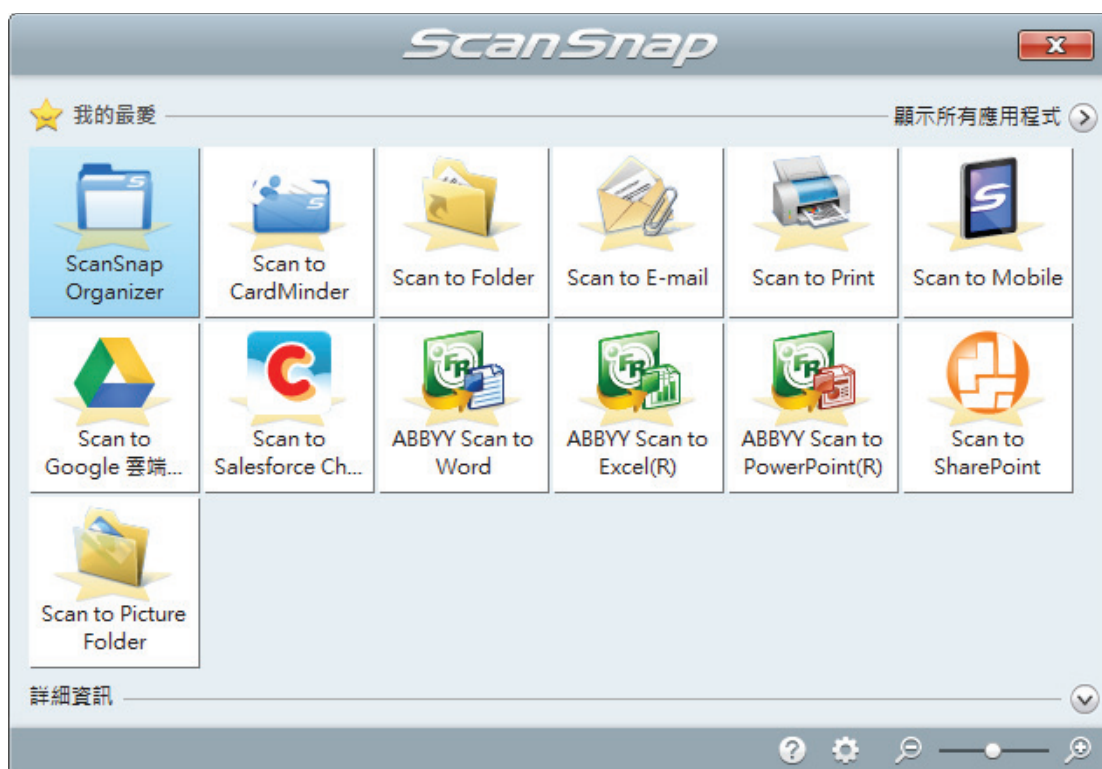 ScanSnap
我的最愛
顯示所有應用程式
ScanSnap
Organizer
Scan to
CardMinder
Scan to Folder
Scan to E-mail
Scan to Print
Scan to Mobile
Scan to
Google 雲端...
Scan to
Salesforce Ch...
ABBYY Scan to
Word
ABBYY Scan to
Excel(R)
ABBYY Scan to
PowerPoint(R)
Scan to
SharePoint
Scan to Picture
Folder
詳細資訊